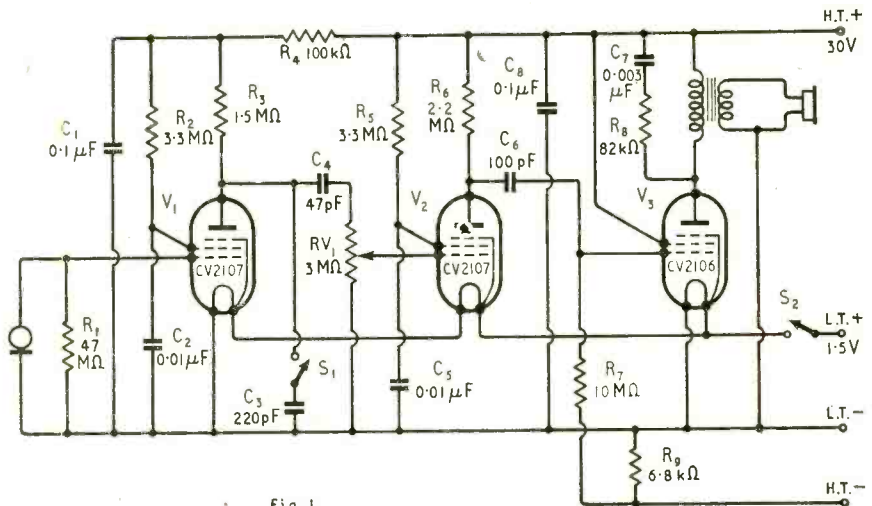 H.T.+
30V
R4 100kΩ
C7
0·003
μF
C8
0·1μF
R6
2·2
MΩ
R3
1·5MΩ
R2
3·3MΩ
R5
3·3MΩ
C1
0·1μF
R8
82kΩ
C6
100pF
C4
47pF
V1
V2
V3
RV1
3MΩ
CV2107
CV2107
CV2106
S2
L.T.+
1·5V
R1
47
MΩ
C2
0·01μF
S1
C3
220pF
C5
0·01μF
R7
10MΩ
L.T.−
R9
6·8kΩ
H.T.−
Fig 1